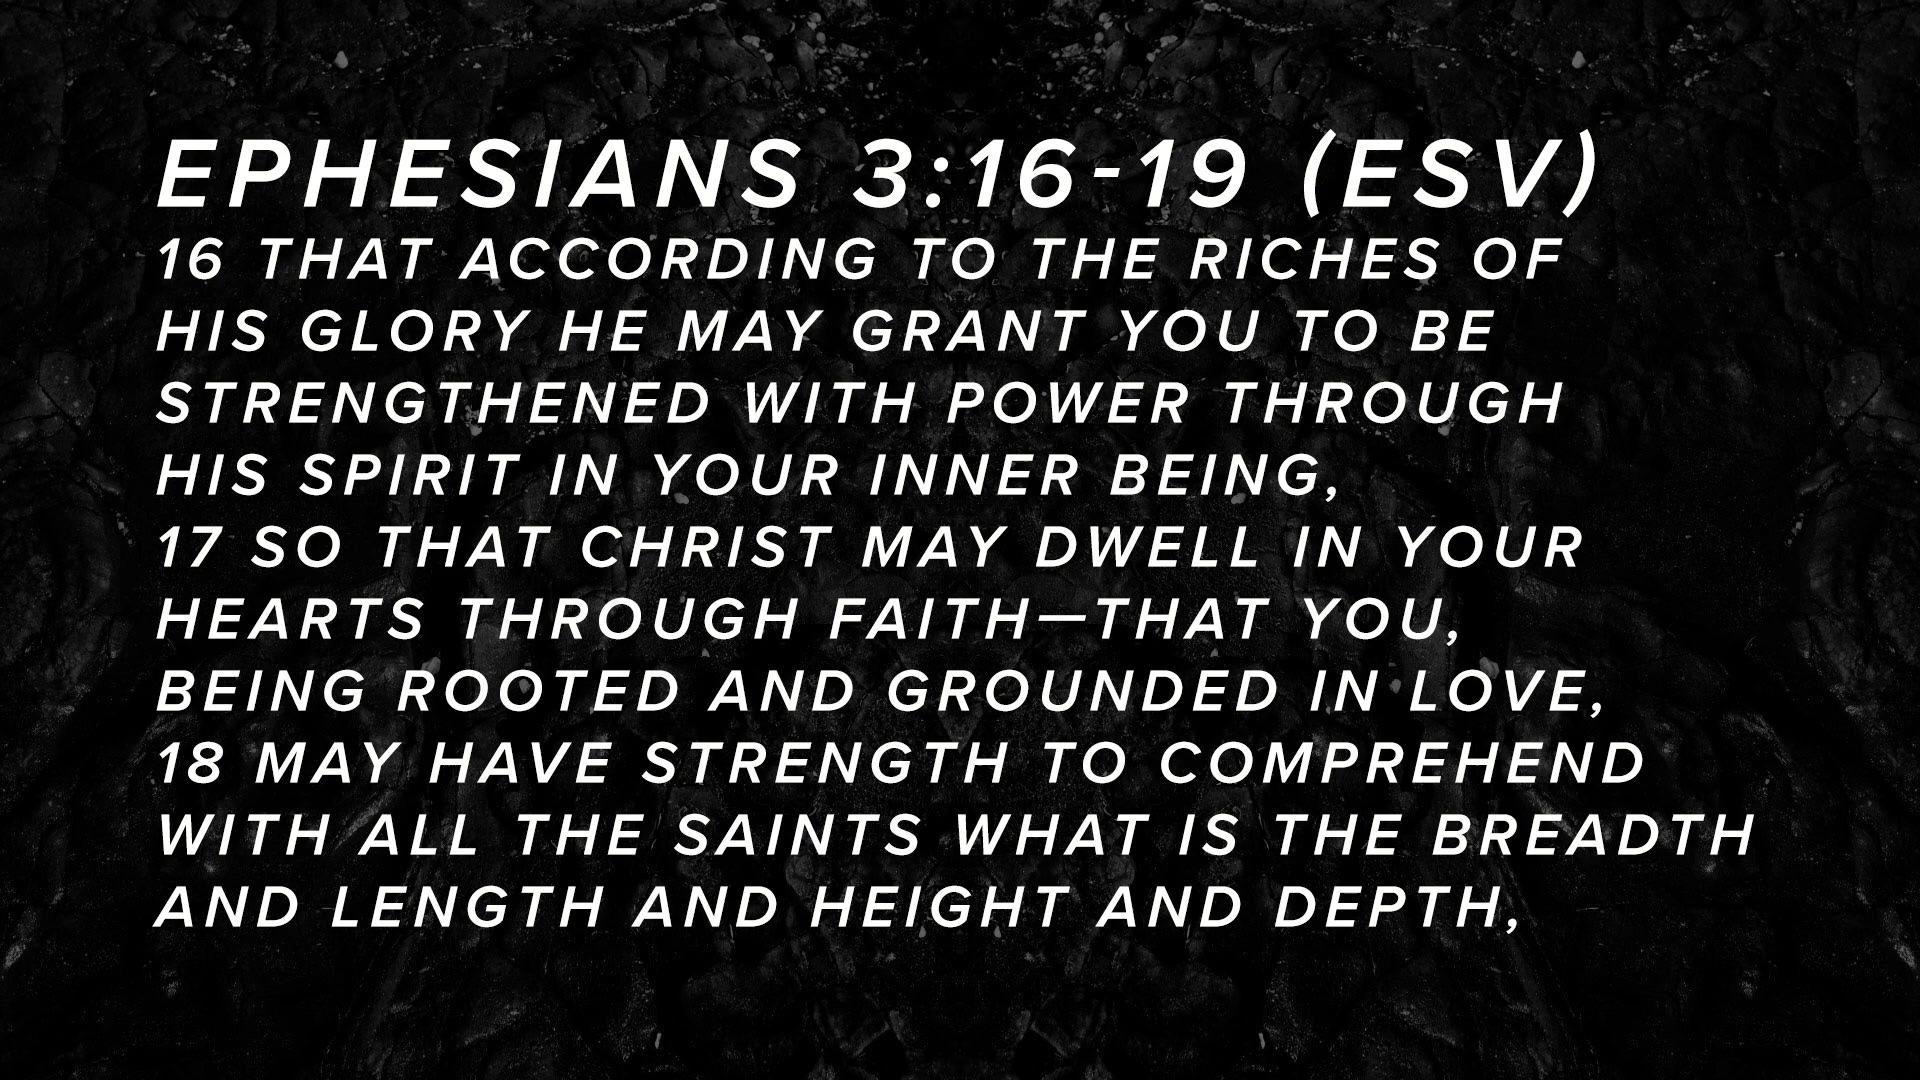 EPHESIANS 3:16-19 (ESV)
16 THAT ACCORDING TO THE RICHES OF
HIS GLORY HE MAY GRANT YOU TO BE
STRENGTHENED WITH POWER THROUGH
HIS SPIRIT IN YOUR INNER BEING,
17 SO THAT CHRIST MAY DWELL IN YOUR
HEARTS THROUGH FAITH—THAT YOU,
BEING ROOTED AND GROUNDED IN LOVE,
18 MAY HAVE STRENGTH TO COMPREHEND
WITH ALL THE SAINTS WHAT IS THE BREADTH
AND LENGTH AND HEIGHT AND DEPTH,